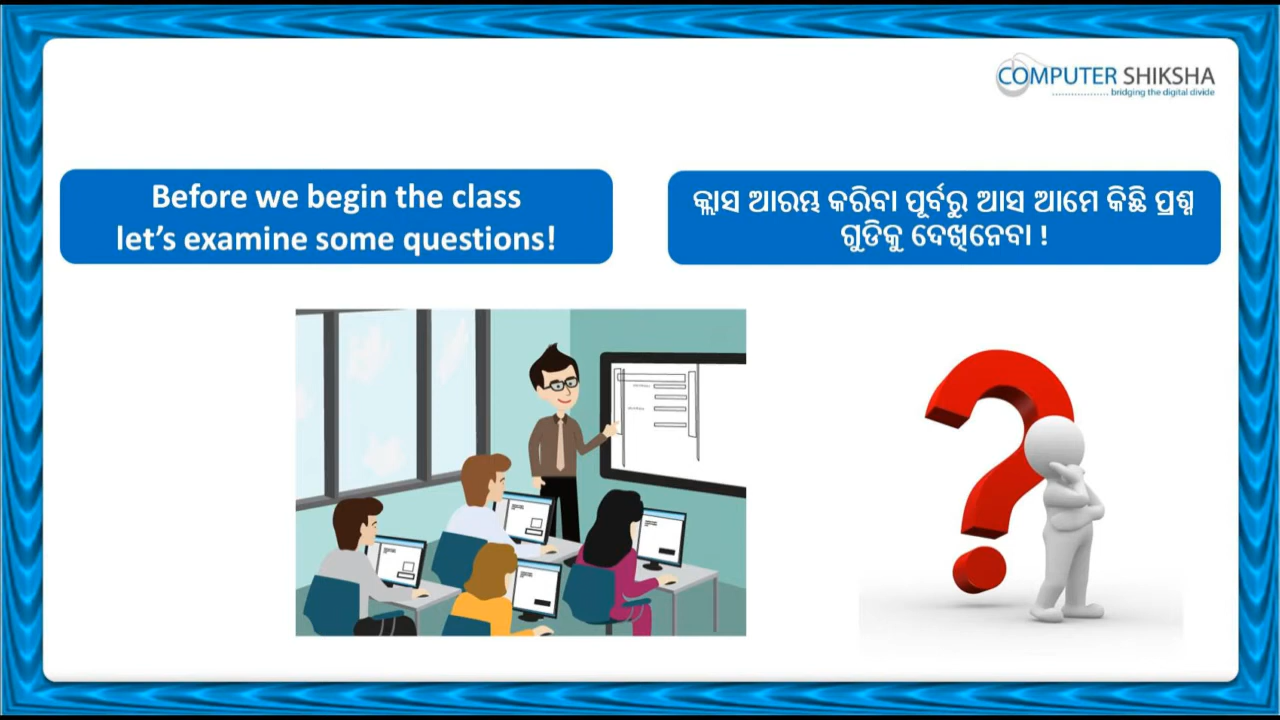 COMPUTER SHIKSHA
bridging the digital divide
Before we begin the class
let's examine some questions!
କ୍ଲାସ ଆରମ୍ଭ କରିବା ପୂର୍ବରୁ ଆସ ଆମେ କିଛି ପ୍ରଶ୍ନ
ଗୁଡିକୁ ଦେଖିନେବା !